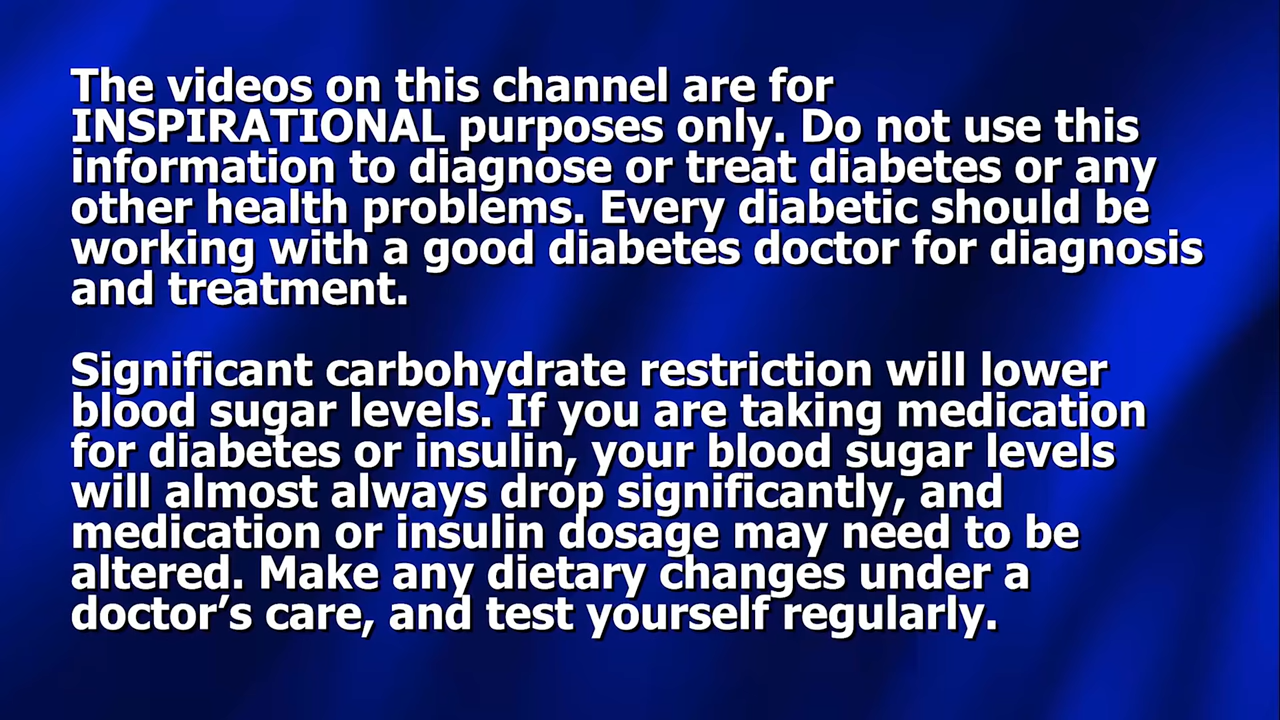 The videos on this channel are for
INSPIRATIONAL purposes only. Do not use this
information to diagnose or treat diabetes or any
other health problems. Every diabetic should be
working with a good diabetes doctor for diagnosis
and treatment.
Significant carbohydrate restriction will lower
blood sugar levels. If you are taking medication
for diabetes or insulin, your blood sugar levels
will almost always drop significantly, and
medication or insulin dosage may need to be
altered. Make any dietary changes under a
doctor’s care, and test yourself regularly.